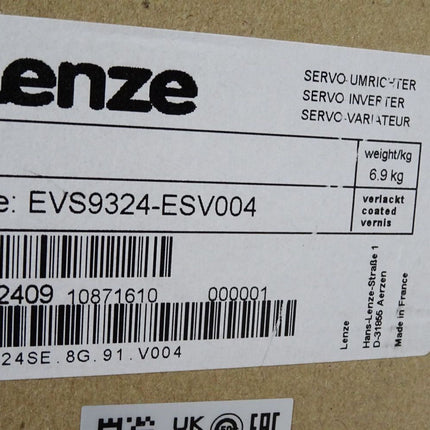 Lenze
SERVO-UMRICHTER
SERVO-INVERTER
SERVO-VARIATEUR
weight/kg
6.9 kg
e: EVS9324-ESV004
verlackt
coated
vernis
2409 10871610 000001
24SE.8G.91.V004
Lenze
Hans-Lenze-Straße 1
D-31855 Aerzen
Made in France
UK
EAC